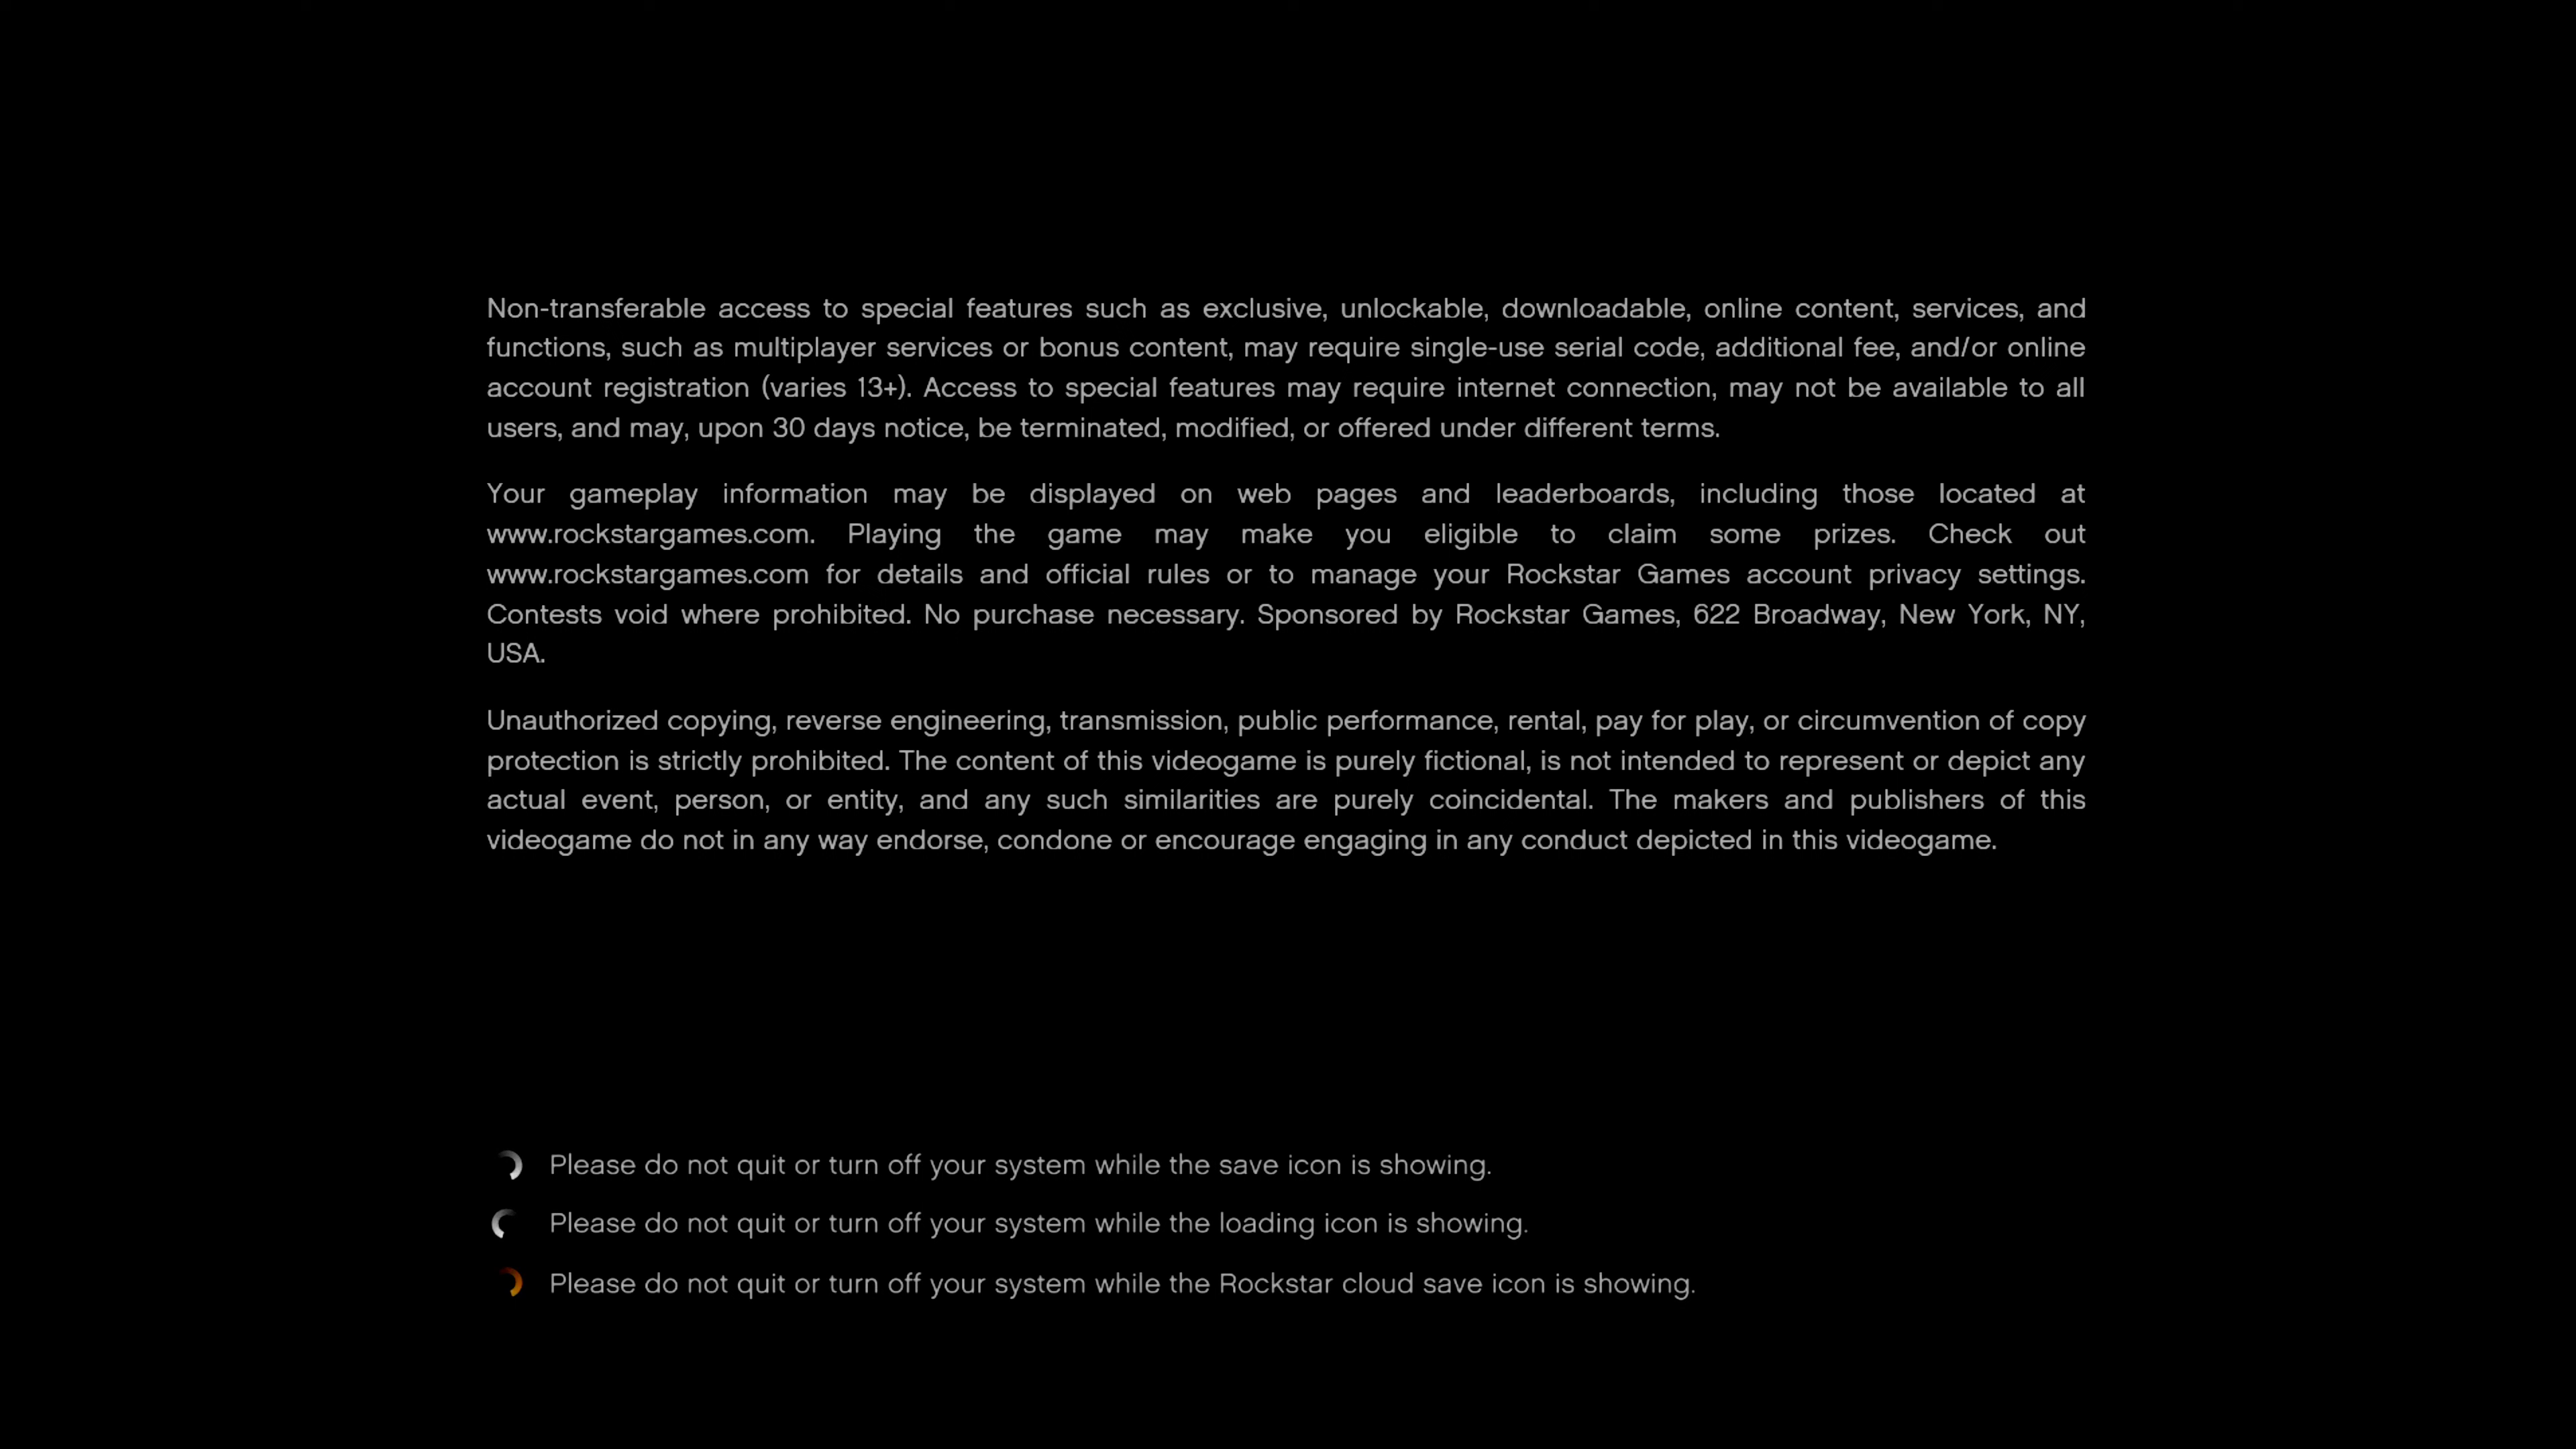 Non-transferable access to special features such as exclusive, unlockable, downloadable, online content, services, and
functions, such as multiplayer services or bonus content, may require single-use serial code, additional fee, and/or online
account registration (varies 13+). Access to special features may require internet connection, may not be available to all
users, and may, upon 30 days notice, be terminated, modified, or offered under different terms.
Your gameplay information may be displayed on web pages and leaderboards, including those located at
www.rockstargames.com. Playing the game may make you eligible to claim some prizes. Check out
www.rockstargames.com for details and official rules or to manage your Rockstar Games account privacy settings.
Contests void where prohibited. No purchase necessary. Sponsored by Rockstar Games, 622 Broadway, New York, NY,
USA.
Unauthorized copying, reverse engineering, transmission, public performance, rental, pay for play, or circumvention of copy
protection is strictly prohibited. The content of this videogame is purely fictional, is not intended to represent or depict any
actual event, person, or entity, and any such similarities are purely coincidental. The makers and publishers of this
videogame do not in any way endorse, condone or encourage engaging in any conduct depicted in this videogame.
Please do not quit or turn off your system while the save icon is showing.
Please do not quit or turn off your system while the loading icon is showing.
Please do not quit or turn off your system while the Rockstar cloud save icon is showing.